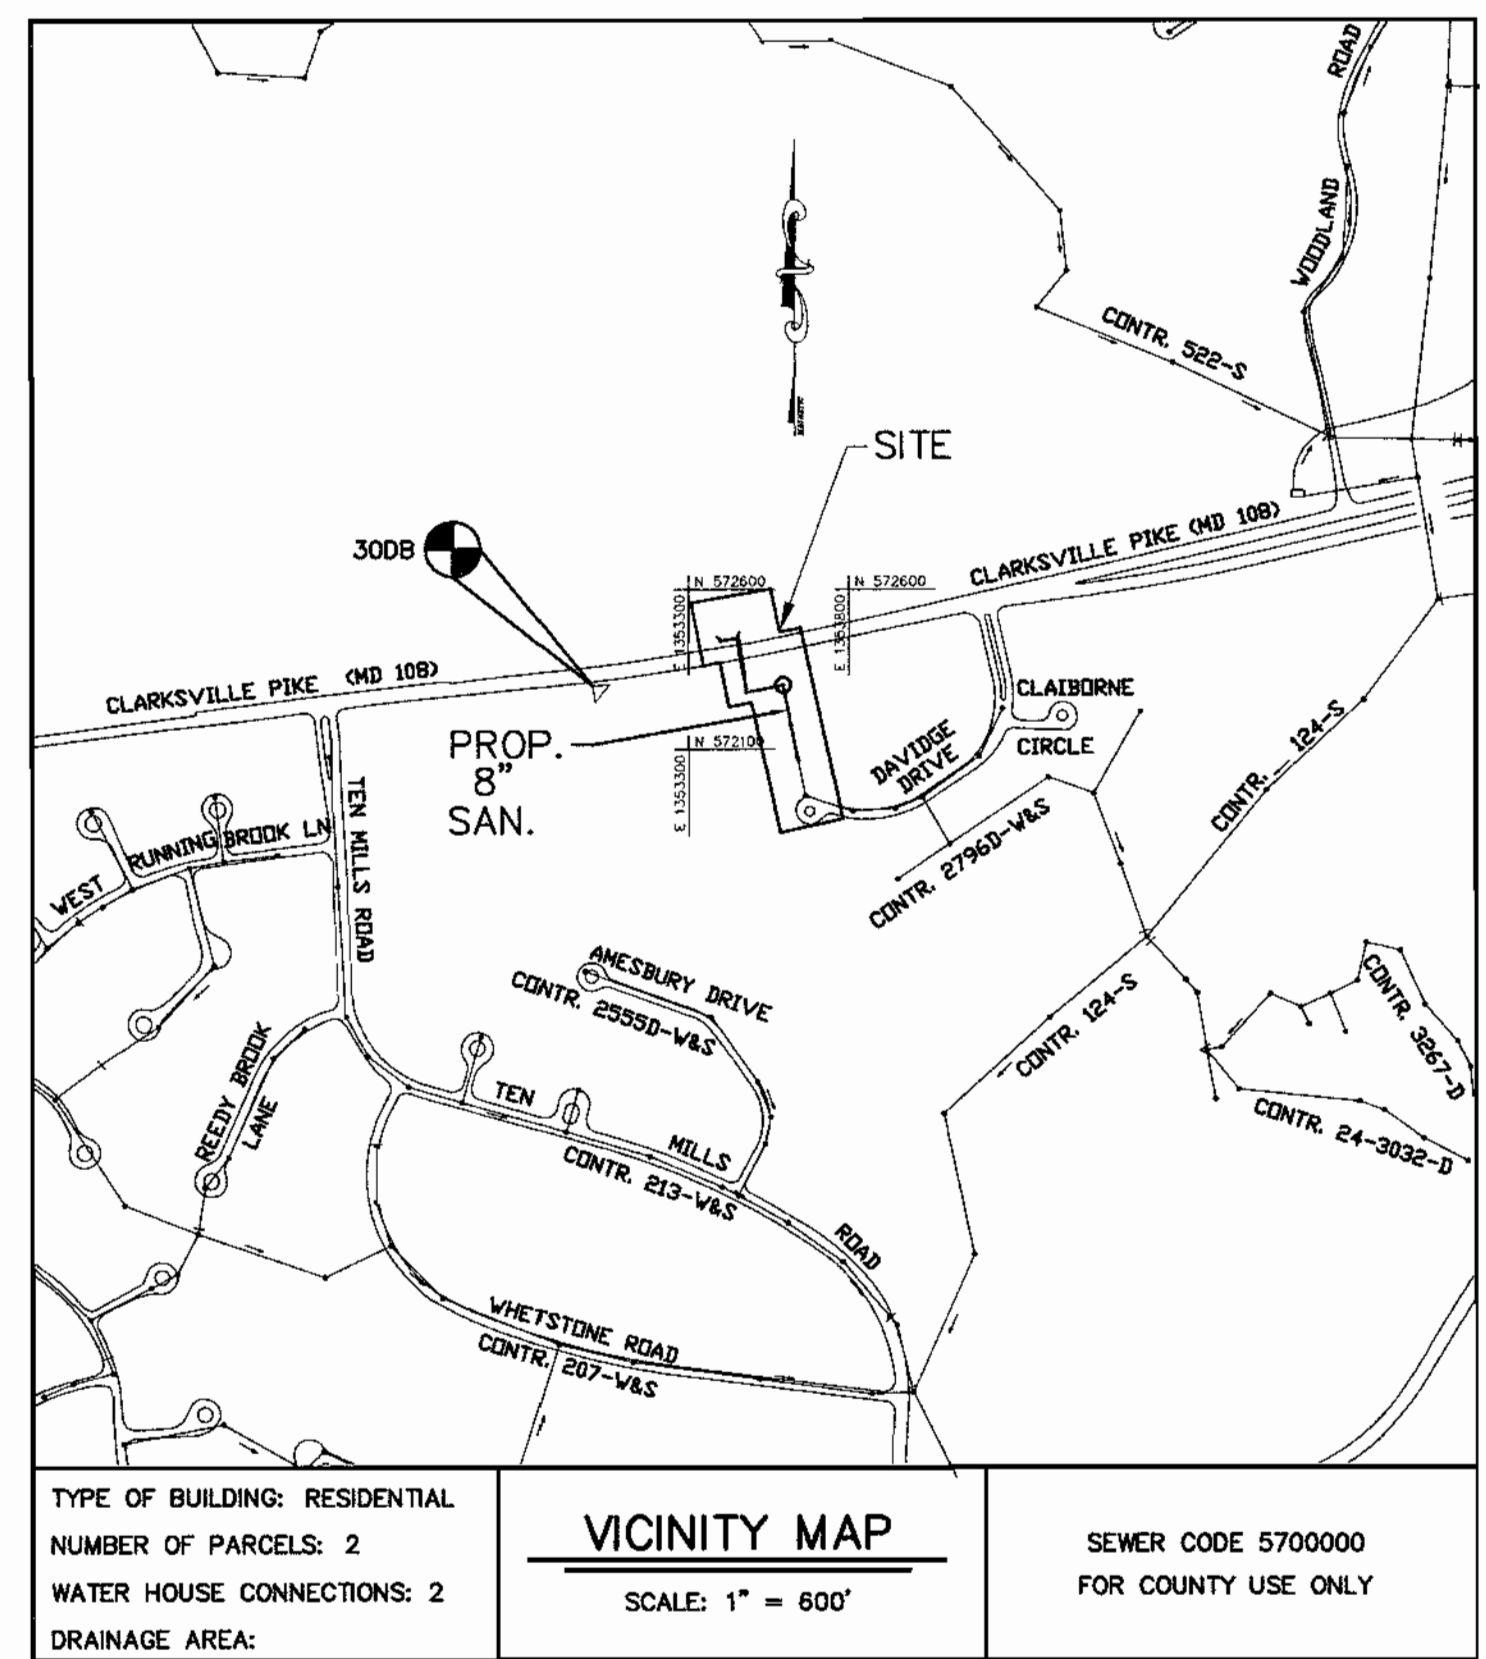 WOODLAND ROAD
CONTR. 522-S
SITE
30DB
N 572600
N 572600
E 1353300
E 1353800
CLARKSVILLE PIKE (MD 108)
CLARKSVILLE PIKE (MD 108)
PROP.
8"
SAN.
N 572100
E 1353300
CLAIBORNE
CIRCLE
DAVIDGE
DRIVE
CONTR. 124-S
TEN MILLS ROAD
WEST RUNNING BROOK LN
CONTR. 2796D-W&S
AMESBURY DRIVE
CONTR. 2555D-W&S
CONTR. 124-S
CONTR. 3267-D
CONTR. 24-3032-D
REEDY BROOK
LANE
TEN MILLS ROAD
CONTR. 213-W&S
WHETSTONE ROAD
CONTR. 207-W&S
TYPE OF BUILDING: RESIDENTIAL
NUMBER OF PARCELS: 2
WATER HOUSE CONNECTIONS: 2
DRAINAGE AREA:
VICINITY MAP
SCALE: 1" = 600'
SEWER CODE 5700000
FOR COUNTY USE ONLY